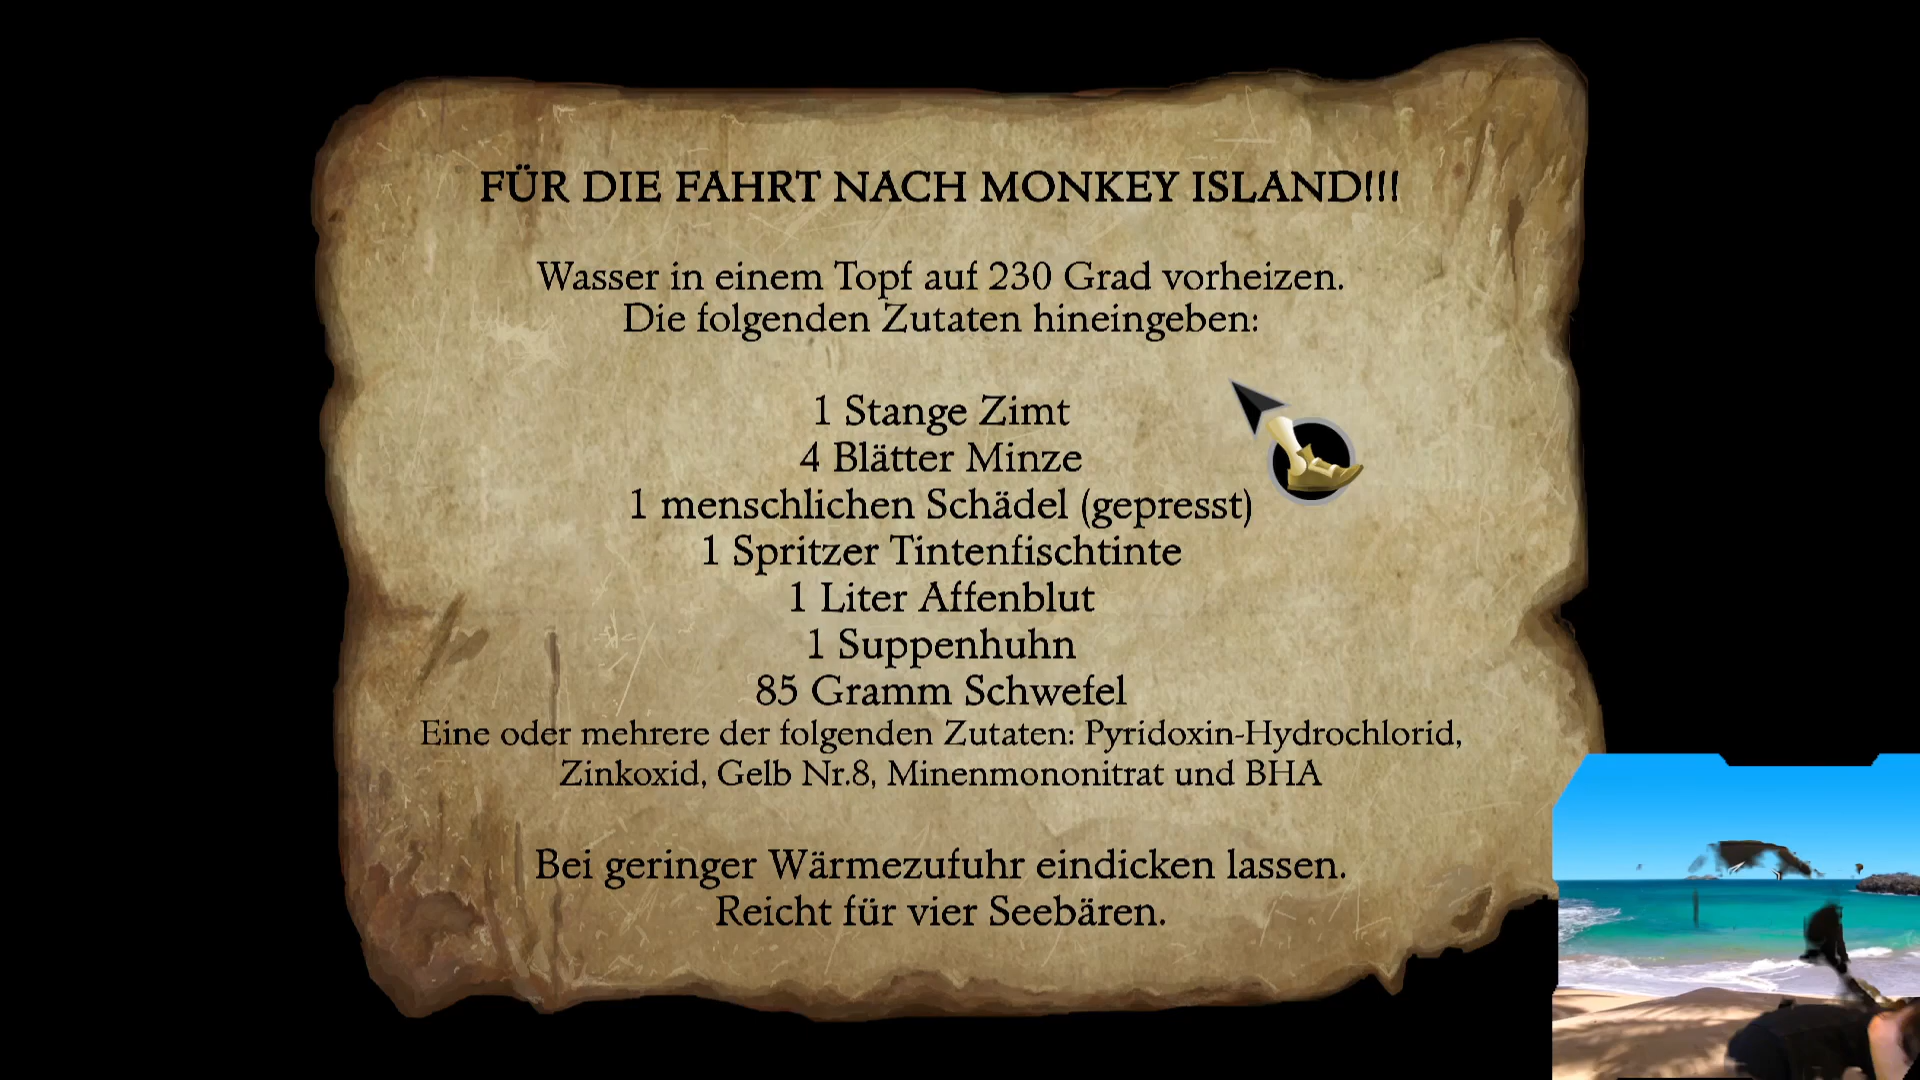 FÜR DIE FAHRT NACH MONKEY ISLAND!!!
Wasser in einem Topf auf 230 Grad vorheizen.
Die folgenden Zutaten hineingeben:
1 Stange Zimt
4 Blätter Minze
1 menschlichen Schädel (gepresst)
1 Spritzer Tintenfischtinte
1 Liter Affenblut
1 Suppenhuhn
85 Gramm Schwefel
Eine oder mehrere der folgenden Zutaten: Pyridoxin-Hydrochlorid,
Zinkoxid, Gelb Nr.8, Minenmononitrat und BHA
Bei geringer Wärmezufuhr eindicken lassen.
Reicht für vier Seebären.